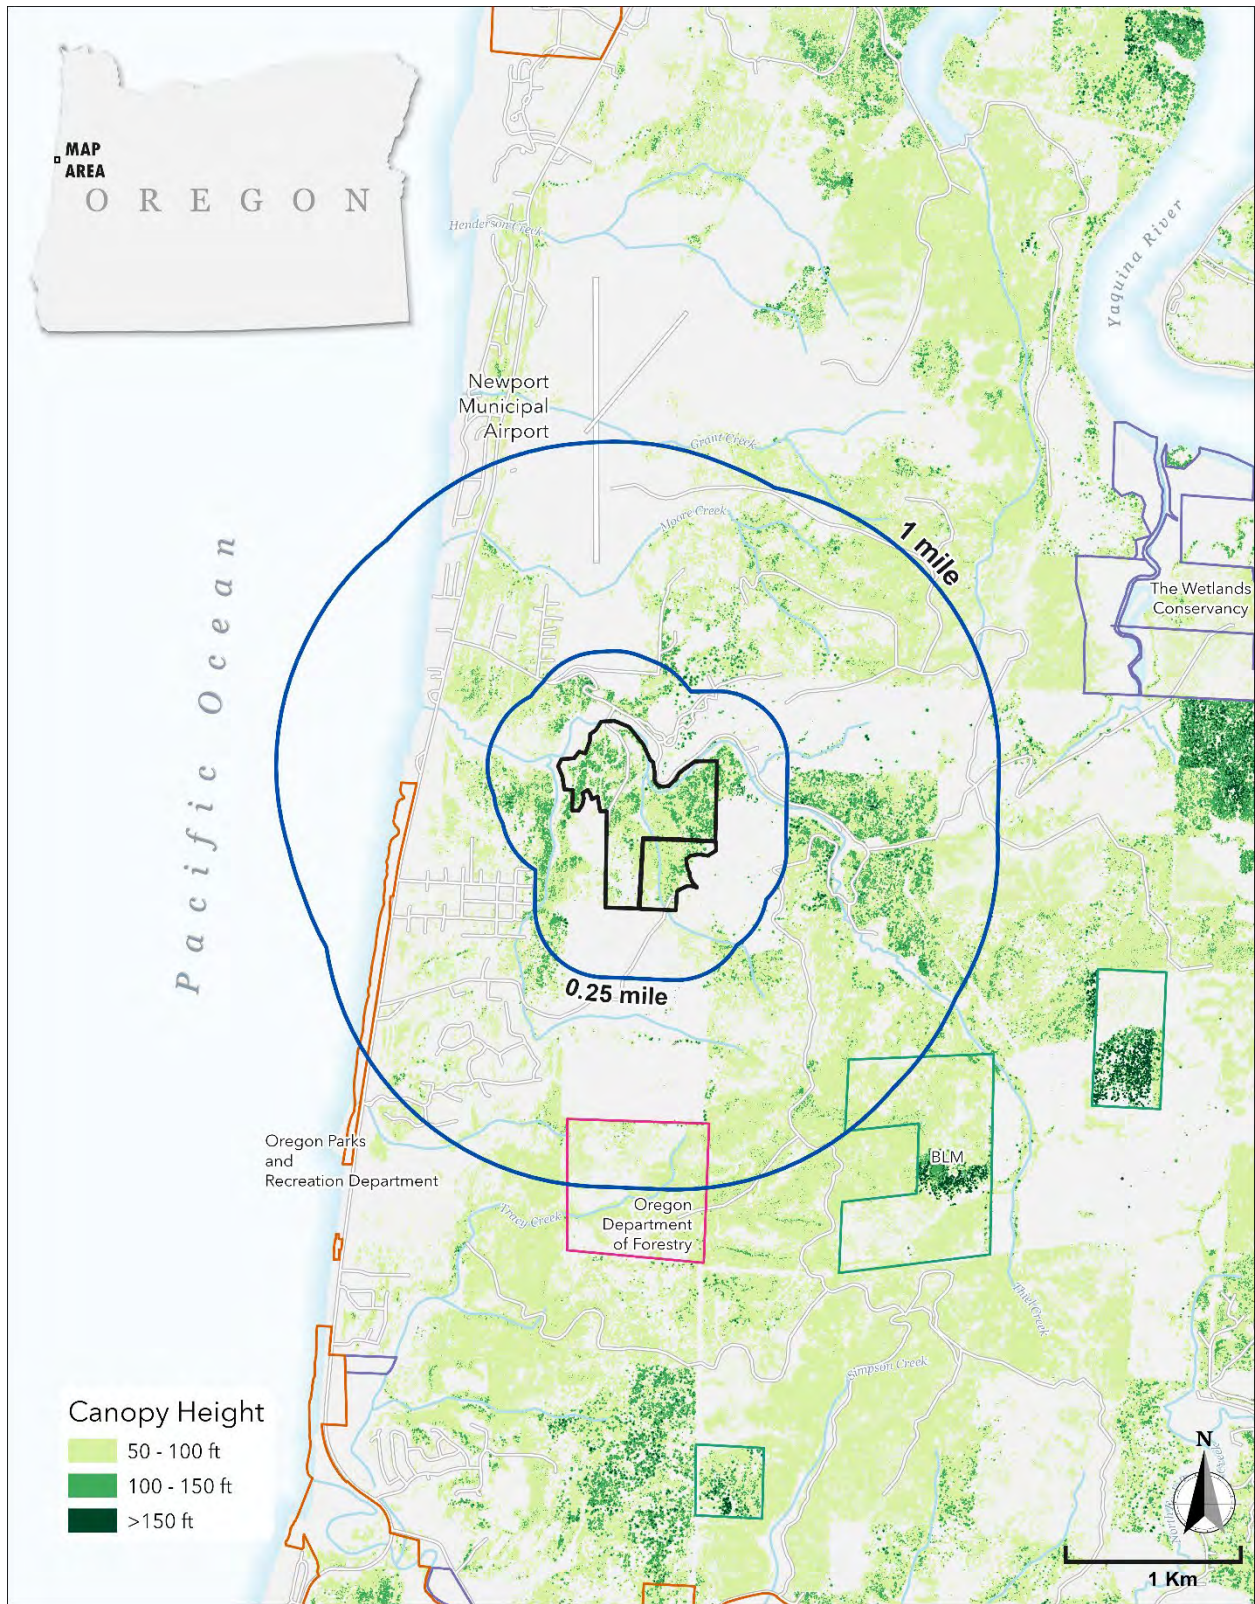 MAP
AREA
OREGON
Henderson Creek
Yaquina River
Newport
Municipal
Airport
Grant Creek
Moore Creek
1 mile
Pacific Ocean
The Wetlands
Conservancy
0.25 mile
Oregon Parks
and
Recreation Department
BLM
Tracy Creek
Oregon
Department
of Forestry
Thiel Creek
Simpson Creek
Canopy Height
50 - 100 ft
100 - 150 ft
>150 ft
N
1 Km